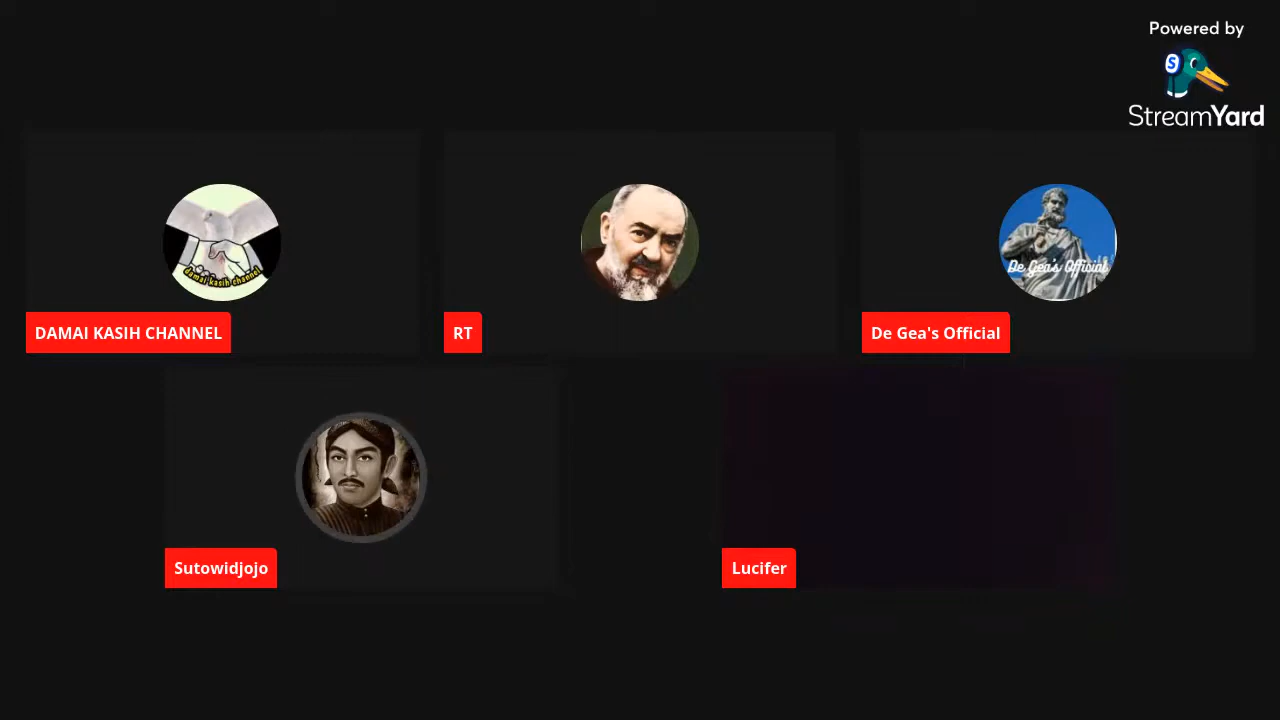 Powered by
S
StreamYard
damai kasih channel
De Gea's Official
DAMAI KASIH CHANNEL
RT
De Gea's Official
Sutowidjojo
Lucifer